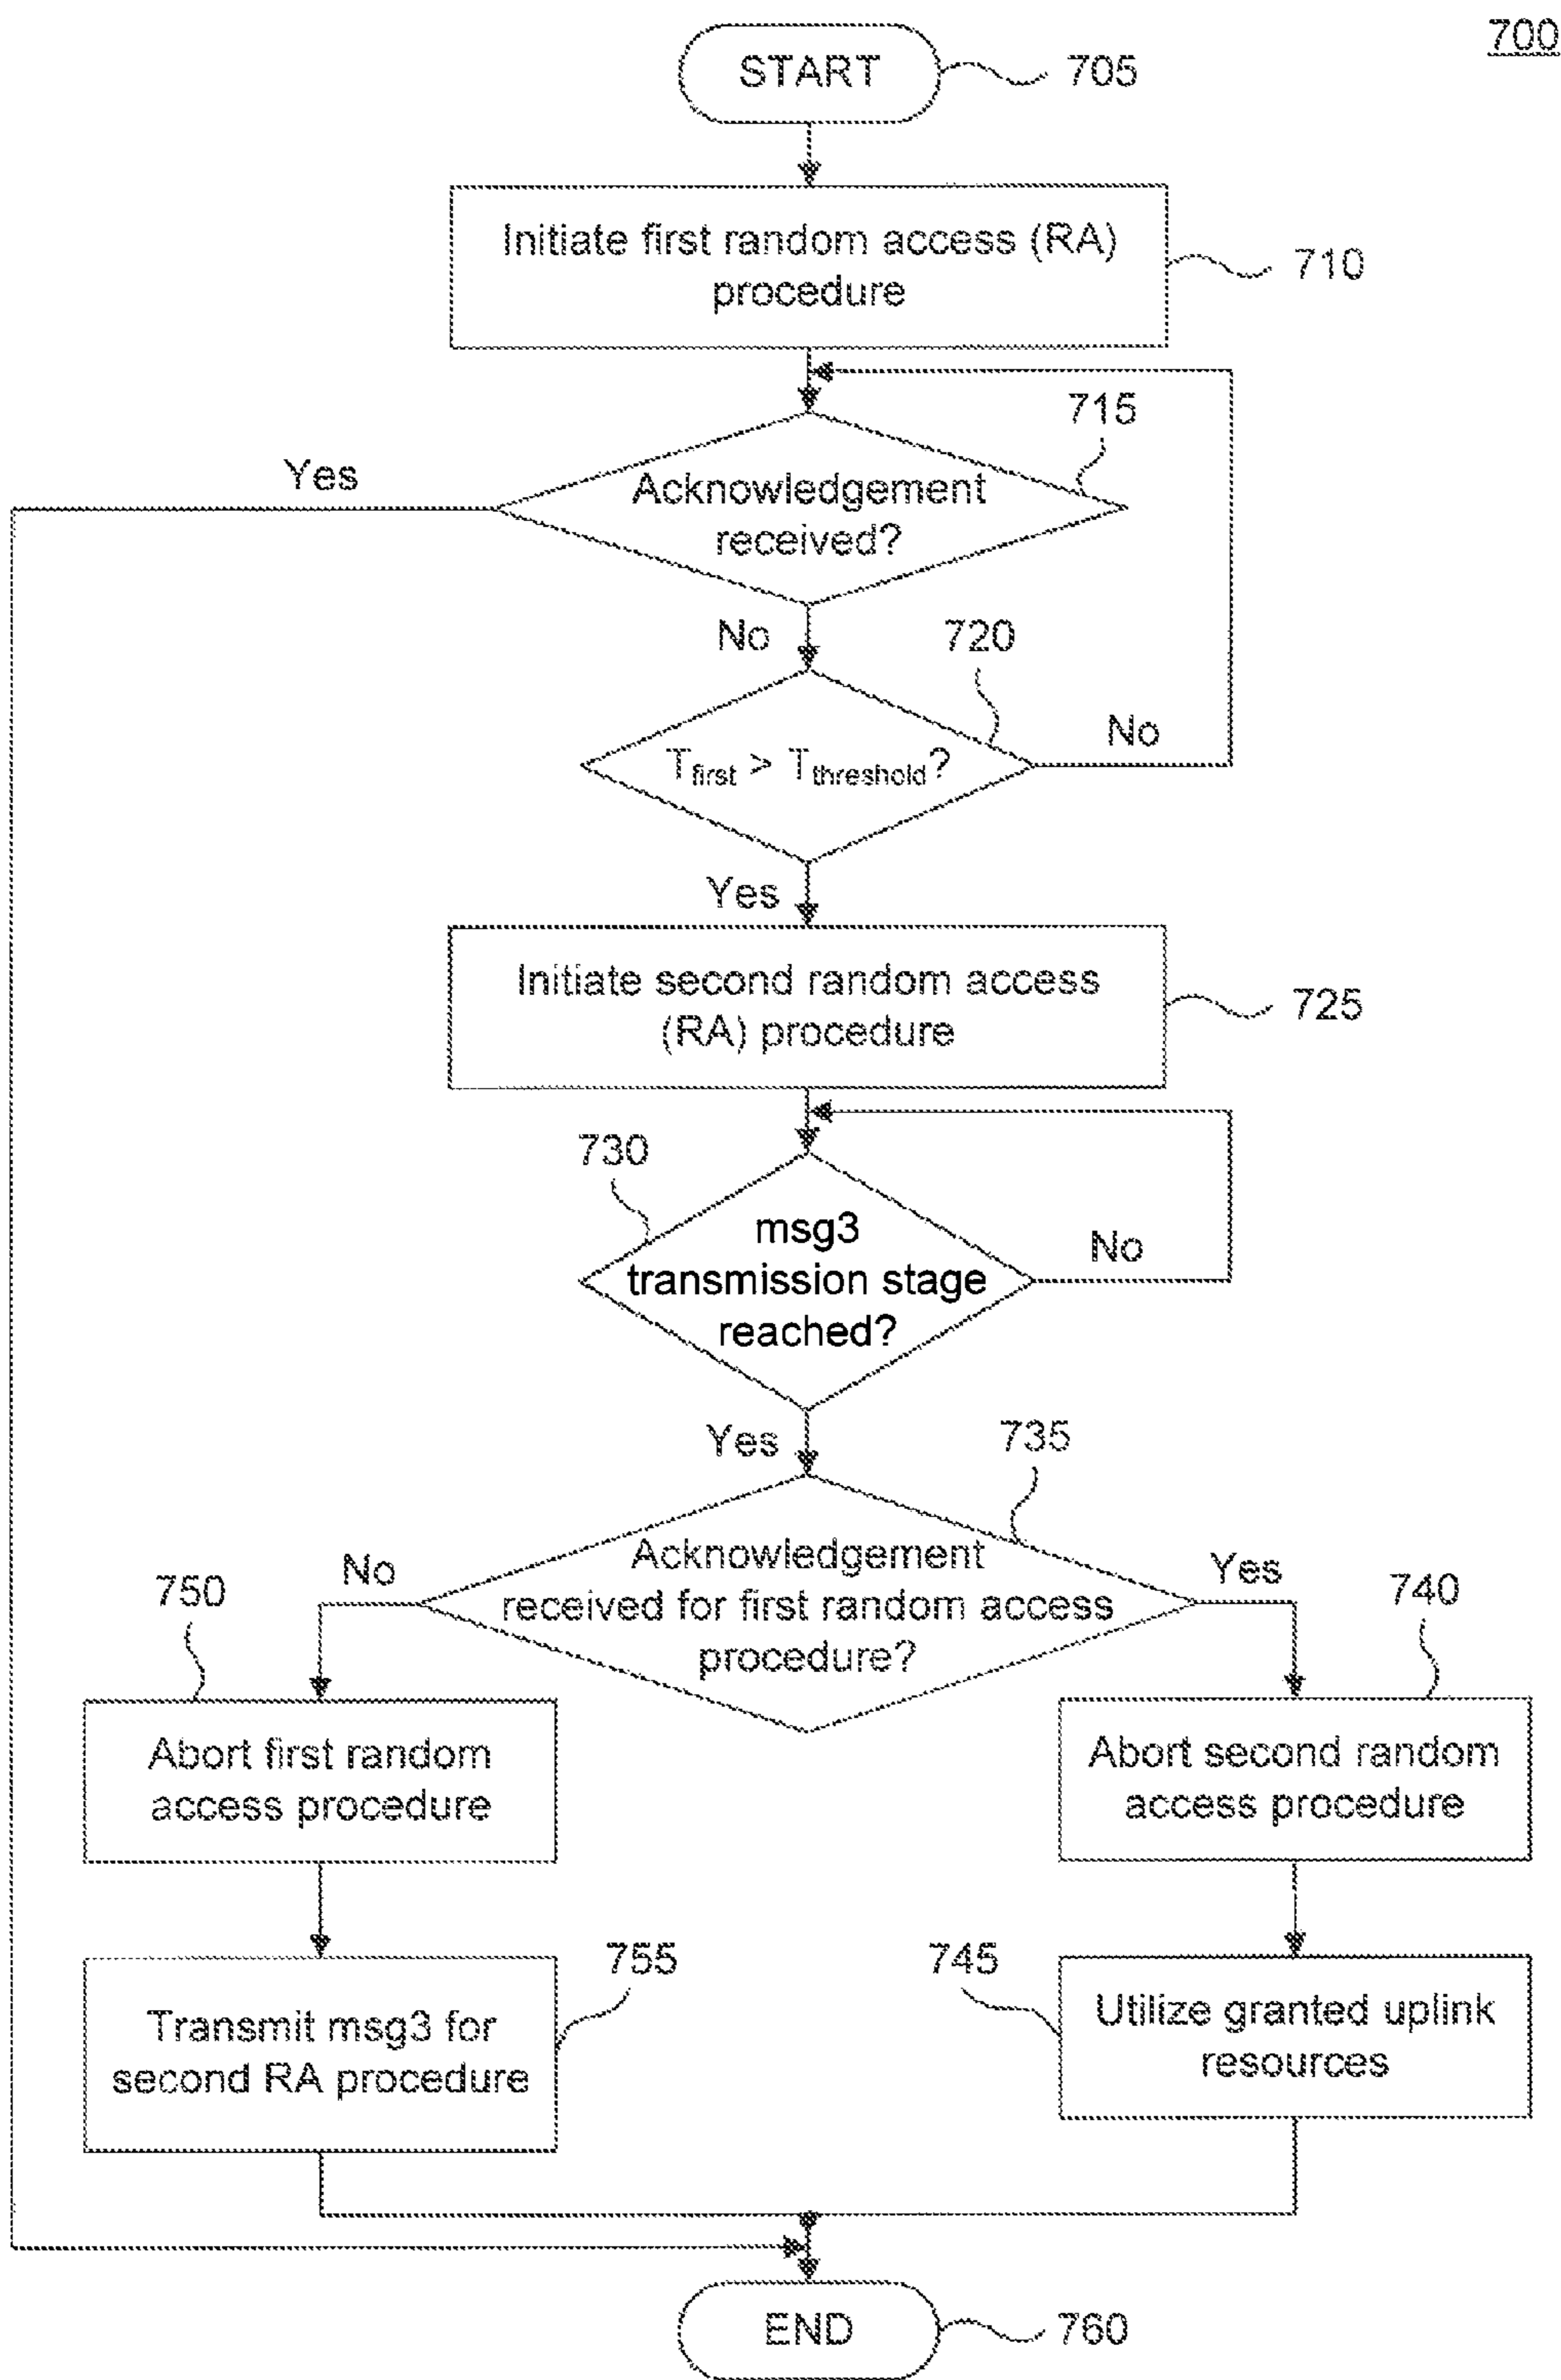 700
START
705
Initiate first random access (RA)
procedure
710
715
Yes
Acknowledgement
received?
No
720
T_first > T_threshold?
No
Yes
Initiate second random access
(RA) procedure
725
730
msg3
transmission stage
reached?
No
Yes
735
No
Acknowledgement
received for first random access
procedure?
Yes
750
740
Abort first random
access procedure
Abort second random
access procedure
755
745
Transmit msg3 for
second RA procedure
Utilize granted uplink
resources
END
760